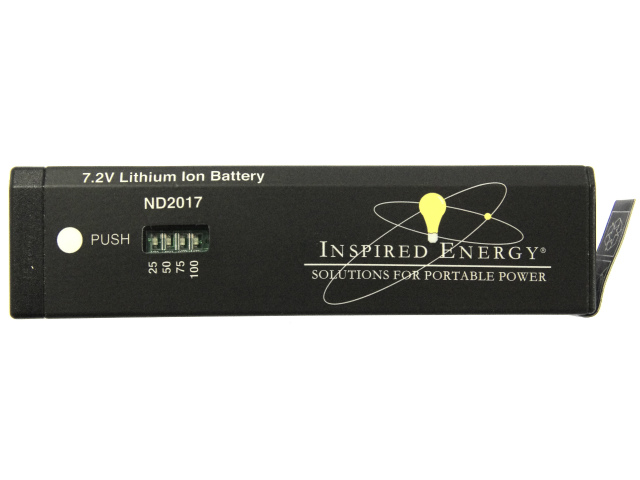 7.2V Lithium Ion Battery
ND2017
PUSH
25
50
75
100
INSPIRED ENERGY®
SOLUTIONS FOR PORTABLE POWER